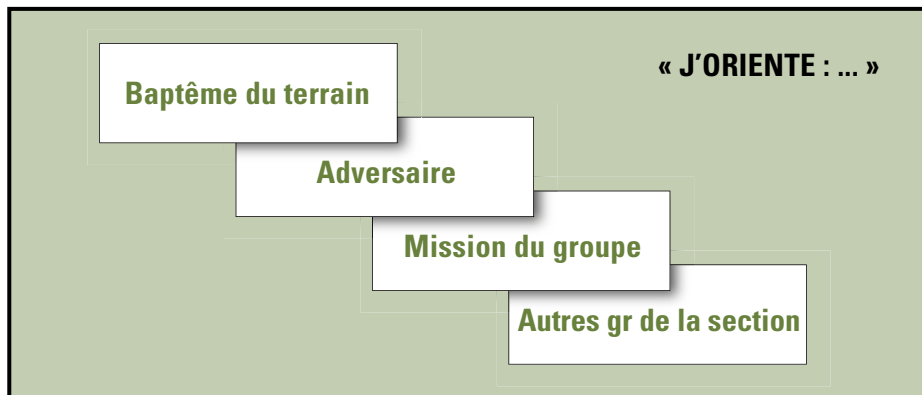 « J’ORIENTE : ... »
Baptême du terrain
Adversaire
Mission du groupe
Autres gr de la section